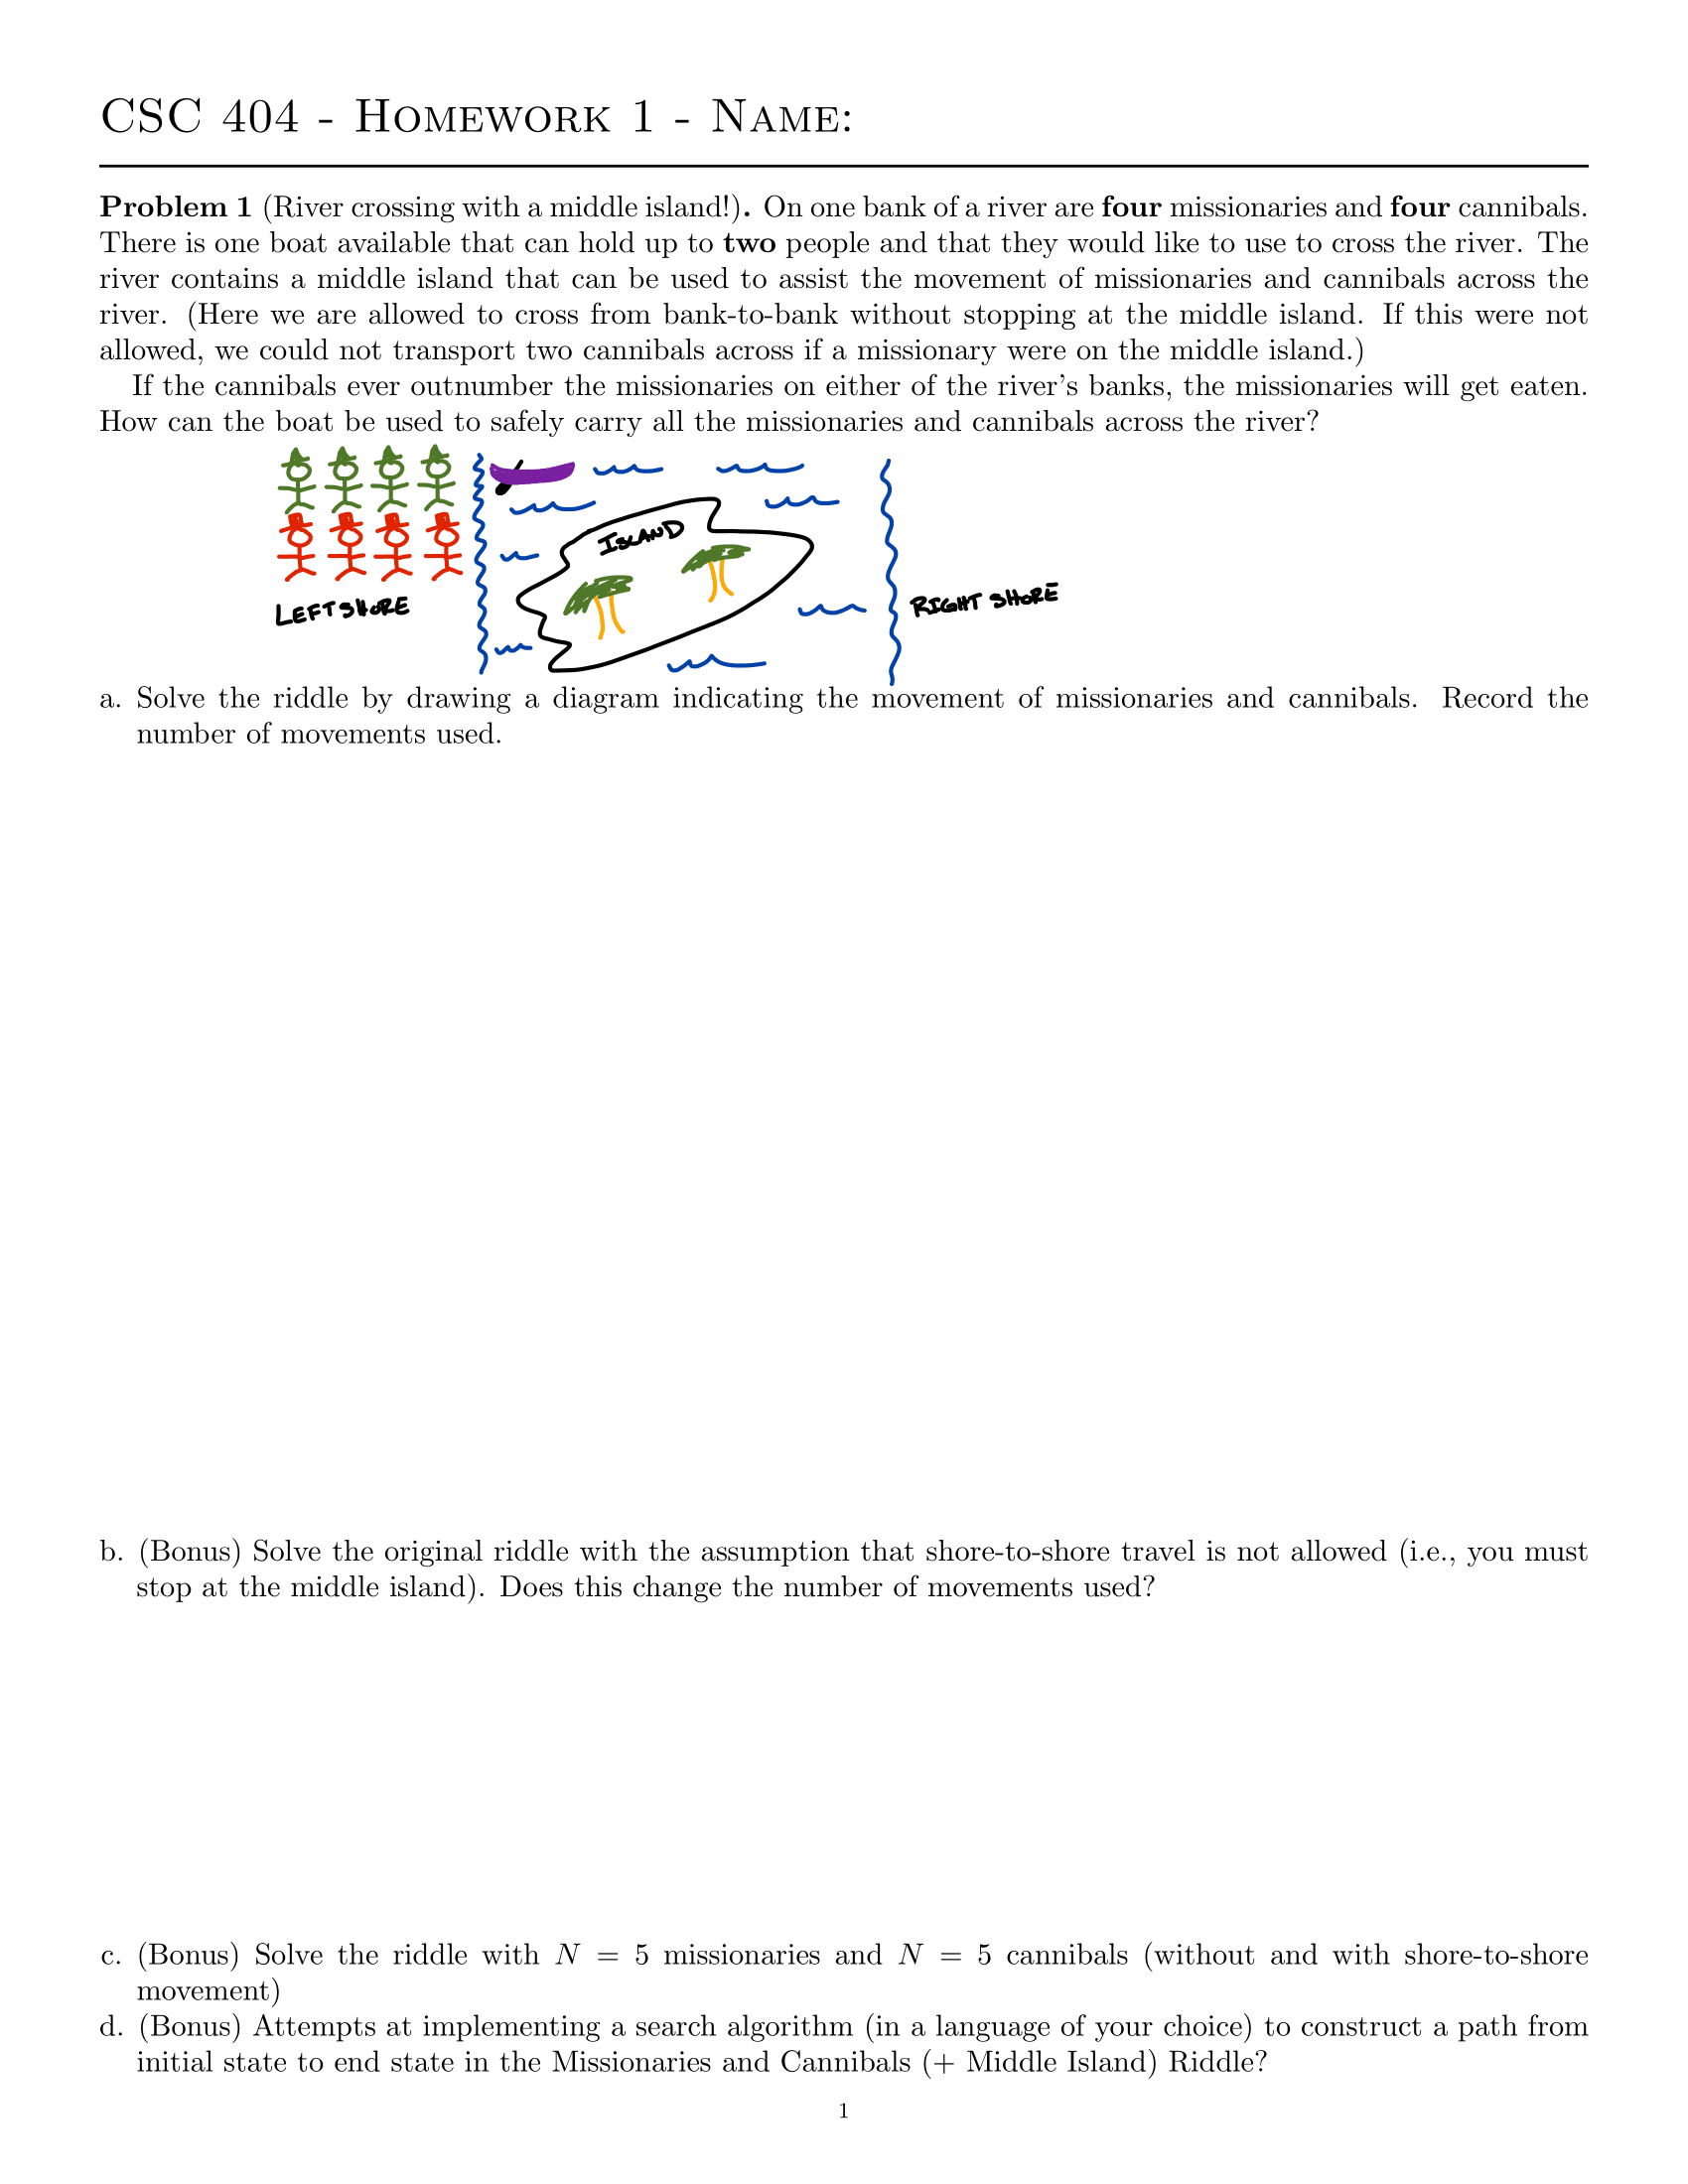 CSC 404 - Homework 1 - Name:
Problem 1 (River crossing with a middle island!). On one bank of a river are four missionaries and four cannibals.
There is one boat available that can hold up to two people and that they would like to use to cross the river. The
river contains a middle island that can be used to assist the movement of missionaries and cannibals across the
river. (Here we are allowed to cross from bank-to-bank without stopping at the middle island. If this were not
allowed, we could not transport two cannibals across if a missionary were on the middle island.)
If the cannibals ever outnumber the missionaries on either of the river's banks, the missionaries will get eaten.
How can the boat be used to safely carry all the missionaries and cannibals across the river?
ISLAND
LEFT SHORE
RIGHT SHORE
a. Solve the riddle by drawing a diagram indicating the movement of missionaries and cannibals. Record the
number of movements used.
b. (Bonus) Solve the original riddle with the assumption that shore-to-shore travel is not allowed (i.e., you must
stop at the middle island). Does this change the number of movements used?
c. (Bonus) Solve the riddle with N = 5 missionaries and N = 5 cannibals (without and with shore-to-shore
movement)
d. (Bonus) Attempts at implementing a search algorithm (in a language of your choice) to construct a path from
initial state to end state in the Missionaries and Cannibals (+ Middle Island) Riddle?
1